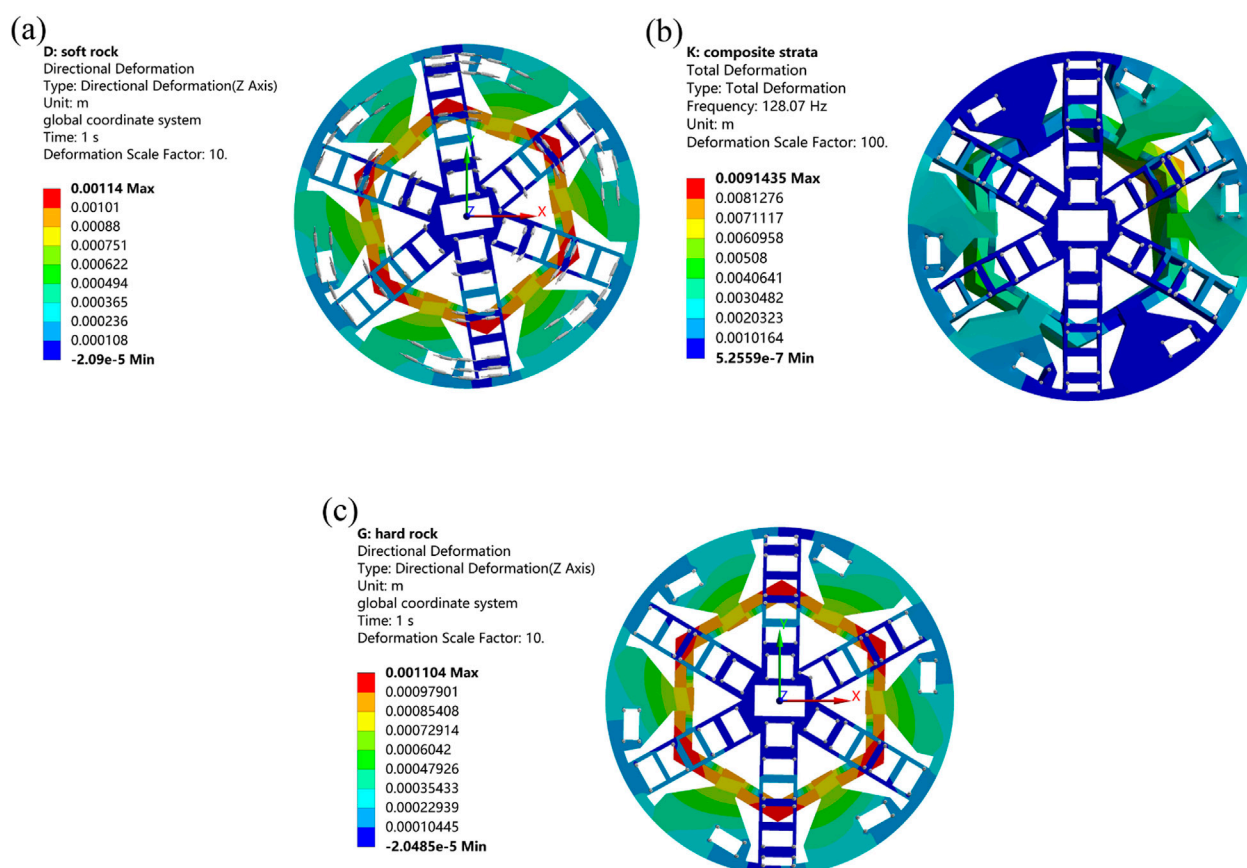 (a)
D: soft rock
Directional Deformation
Type: Directional Deformation(Z Axis)
Unit: m
global coordinate system
Time: 1 s
Deformation Scale Factor: 10.
0.00114 Max
0.00101
0.00088
0.000751
0.000622
0.000494
0.000365
0.000236
0.000108
-2.09e-5 Min
Y
Z
X
(b)
K: composite strata
Total Deformation
Type: Total Deformation
Frequency: 128.07 Hz
Unit: m
Deformation Scale Factor: 100.
0.0091435 Max
0.0081276
0.0071117
0.0060958
0.00508
0.0040641
0.0030482
0.0020323
0.0010164
5.2559e-7 Min
(c)
G: hard rock
Directional Deformation
Type: Directional Deformation(Z Axis)
Unit: m
global coordinate system
Time: 1 s
Deformation Scale Factor: 10.
0.001104 Max
0.00097901
0.00085408
0.00072914
0.0006042
0.00047926
0.00035433
0.00022939
0.00010445
-2.0485e-5 Min
Y
Z
X